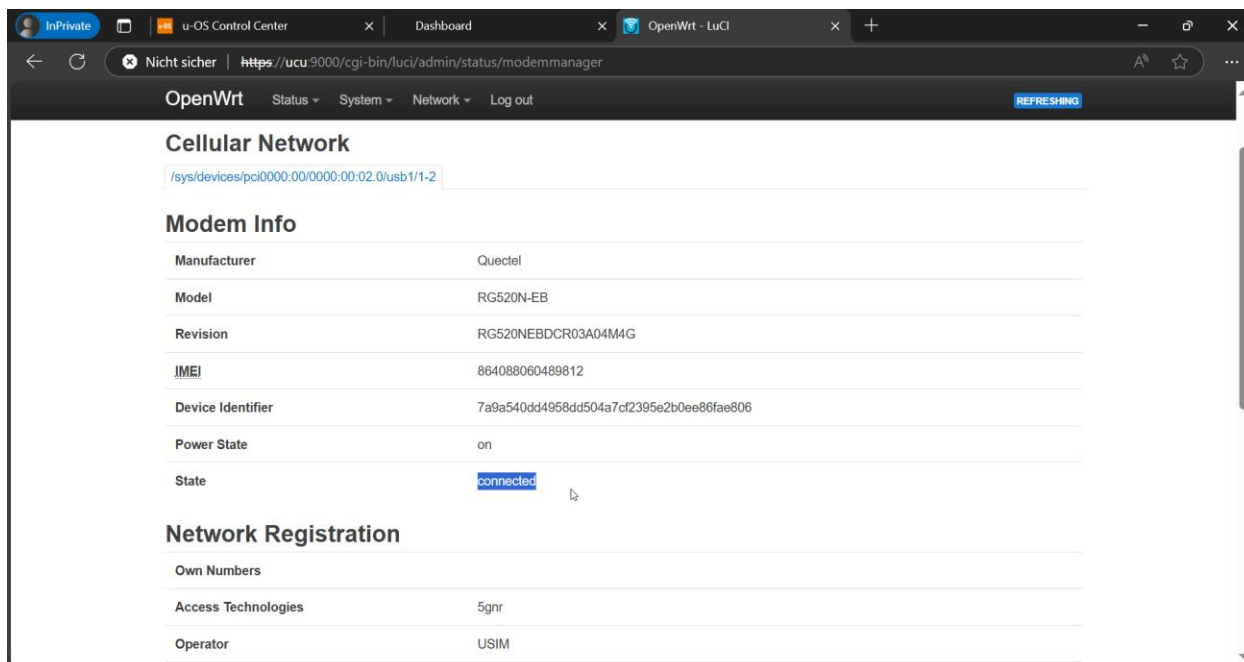 InPrivate u-OS Control Center Dashboard OpenWrt - LuCI
Nicht sicher https://ucu:9000/cgi-bin/luci/admin/status/modemmanager
OpenWrt Status System Network Log out REFRESHING
Cellular Network
/sys/devices/pci0000:00/0000:00:02.0/usb1/1-2
Modem Info
Manufacturer Quectel
Model RG520N-EB
Revision RG520NEBDCR03A04M4G
IMEI 864088060489812
Device Identifier 7a9a540dd4958dd504a7cf2395e2b0ee86fae806
Power State on
State connected
Network Registration
Own Numbers
Access Technologies 5gnr
Operator USIM